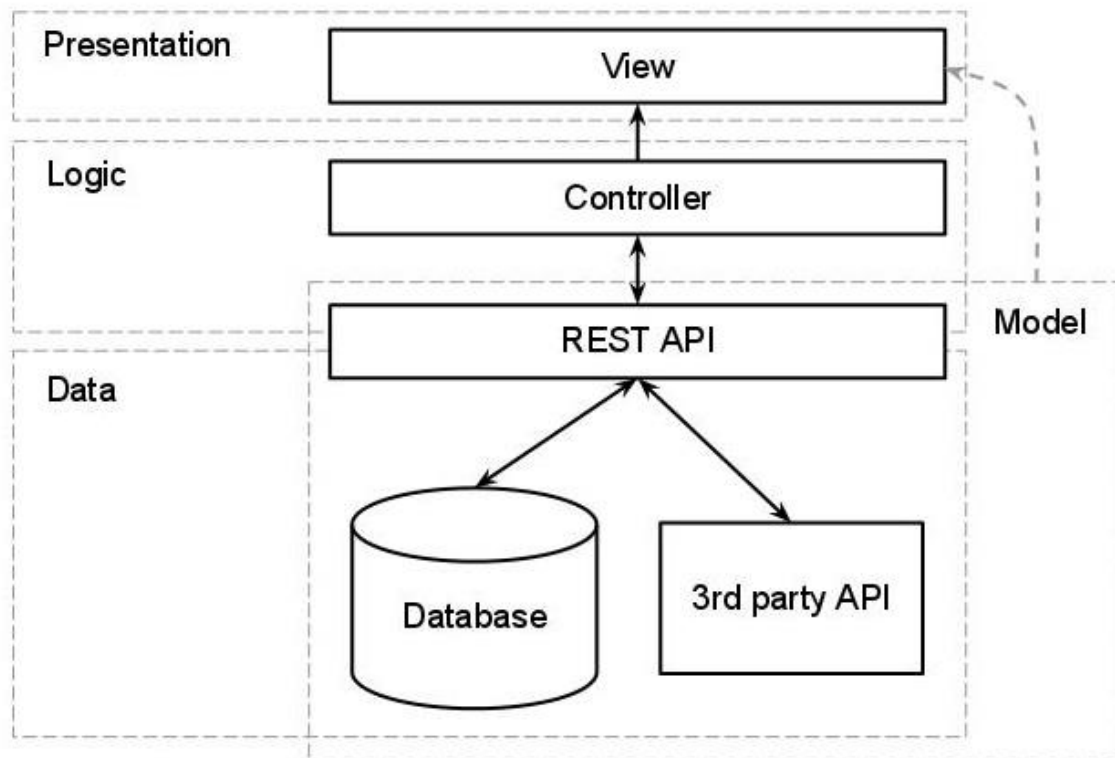 Presentation
View
Logic
Controller
REST API
Model
Data
Database
3rd party API